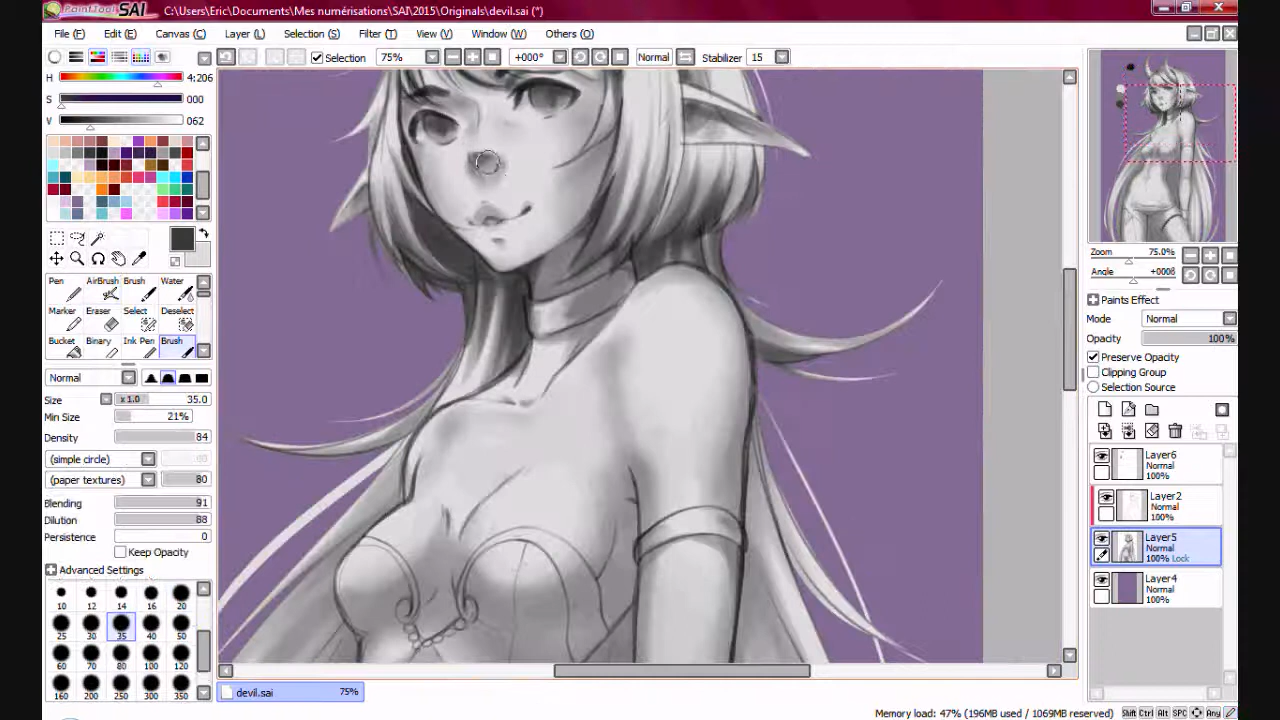 PaintTool SAI C:\Users\Eric\Documents\Mes numérisations\SAI\2015\Originals\devil.sai (*)
File (F) Edit (E) Canvas (C) Layer (L) Selection (S) Filter (T) View (V) Window (W) Others (O)
Selection 75% +000° Normal Stabilizer 15
H 4:206
S 000
V 062
Pen AirBrush Brush Water
Marker Eraser Select Deselect
Bucket Binary Ink Pen Brush
Normal
Size x 1.0 35.0
Min Size 21%
Density 84
(simple circle)
(paper textures) 80
Blending 91
Dilution 88
Persistence 0
Keep Opacity
Advanced Settings
10 12 14 16 20
25 30 35 40 50
60 70 80 100 120
160 200 250 300 350
Zoom 75.0%
Angle +000°
Paints Effect
Mode Normal
Opacity 100%
Preserve Opacity
Clipping Group
Selection Source
Layer6
Normal
100%
Layer2
Normal
100%
Layer5
Normal
100% Lock
Layer4
Normal
100%
devil.sai 75%
Memory load: 47% (196MB used / 1069MB reserved) Shift Ctrl Alt SPC Any